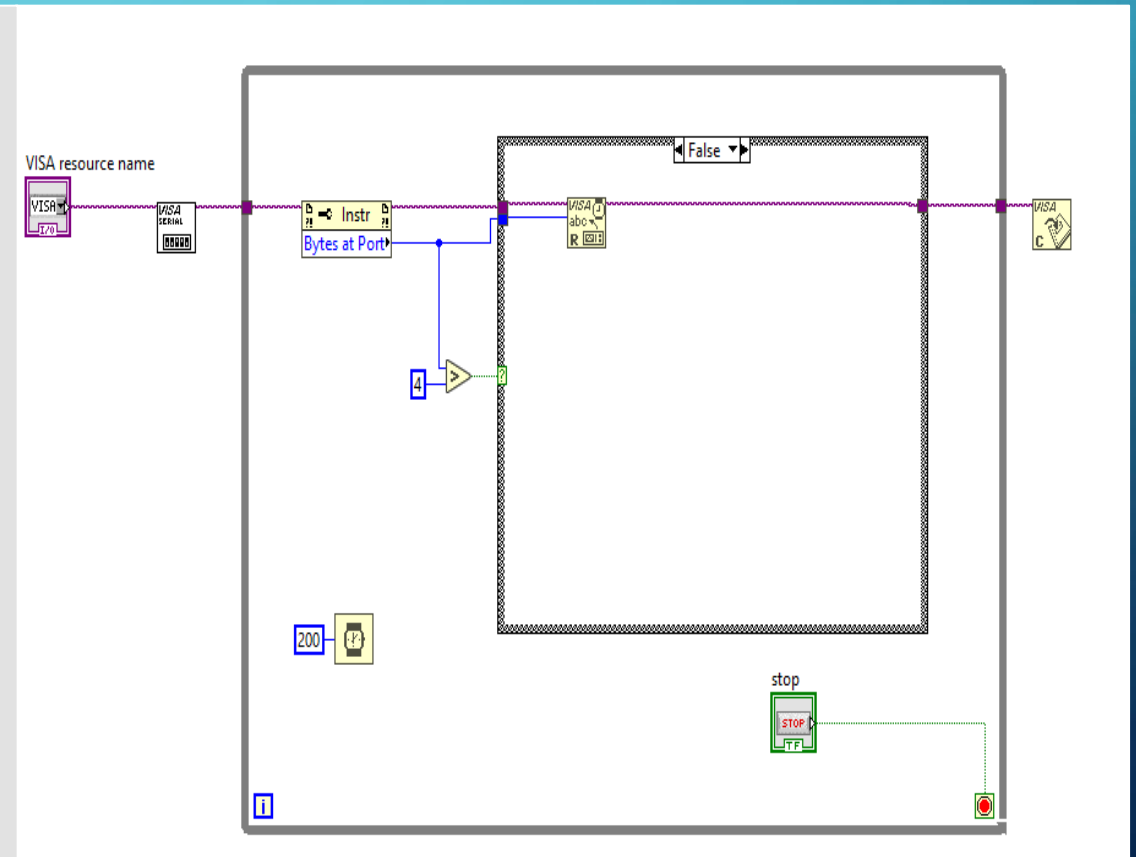 False
VISA resource name
VISA
I/O
VISA
SERIAL
Instr
Bytes at Port
VISA
abc
R
VISA
C
4
>
?
200
stop
STOP
TF
i